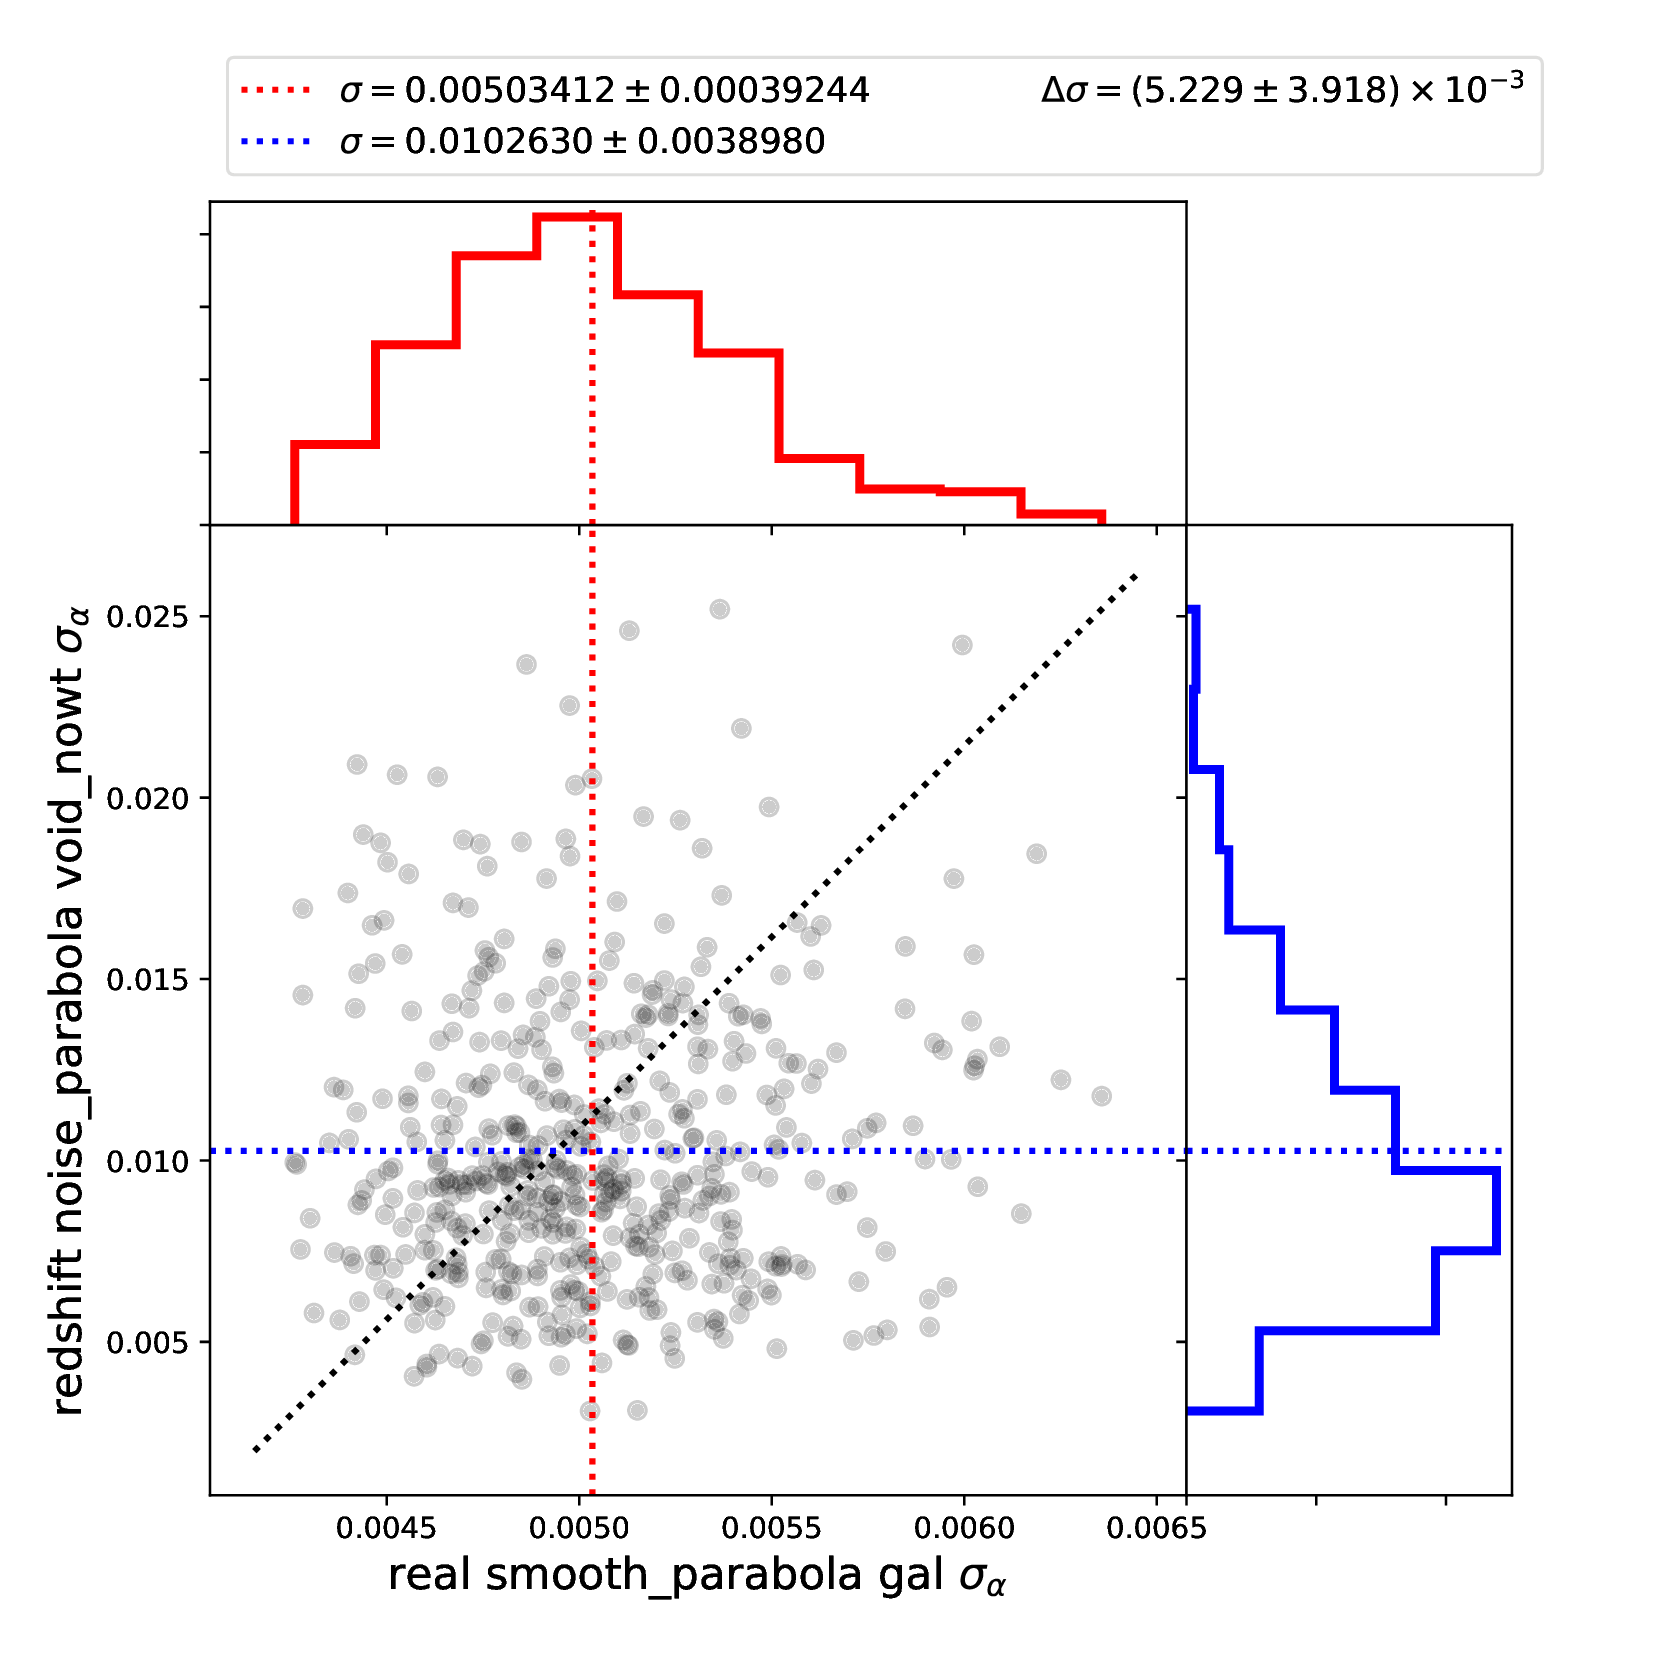 σ = 0.00503412 ± 0.00039244 Δσ = (5.229 ± 3.918) × 10⁻³
σ = 0.0102630 ± 0.0038980
redshift noise_parabola void_nowt σ_α
0.025
0.020
0.015
0.010
0.005
0.0045 0.0050 0.0055 0.0060 0.0065
real smooth_parabola gal σ_α